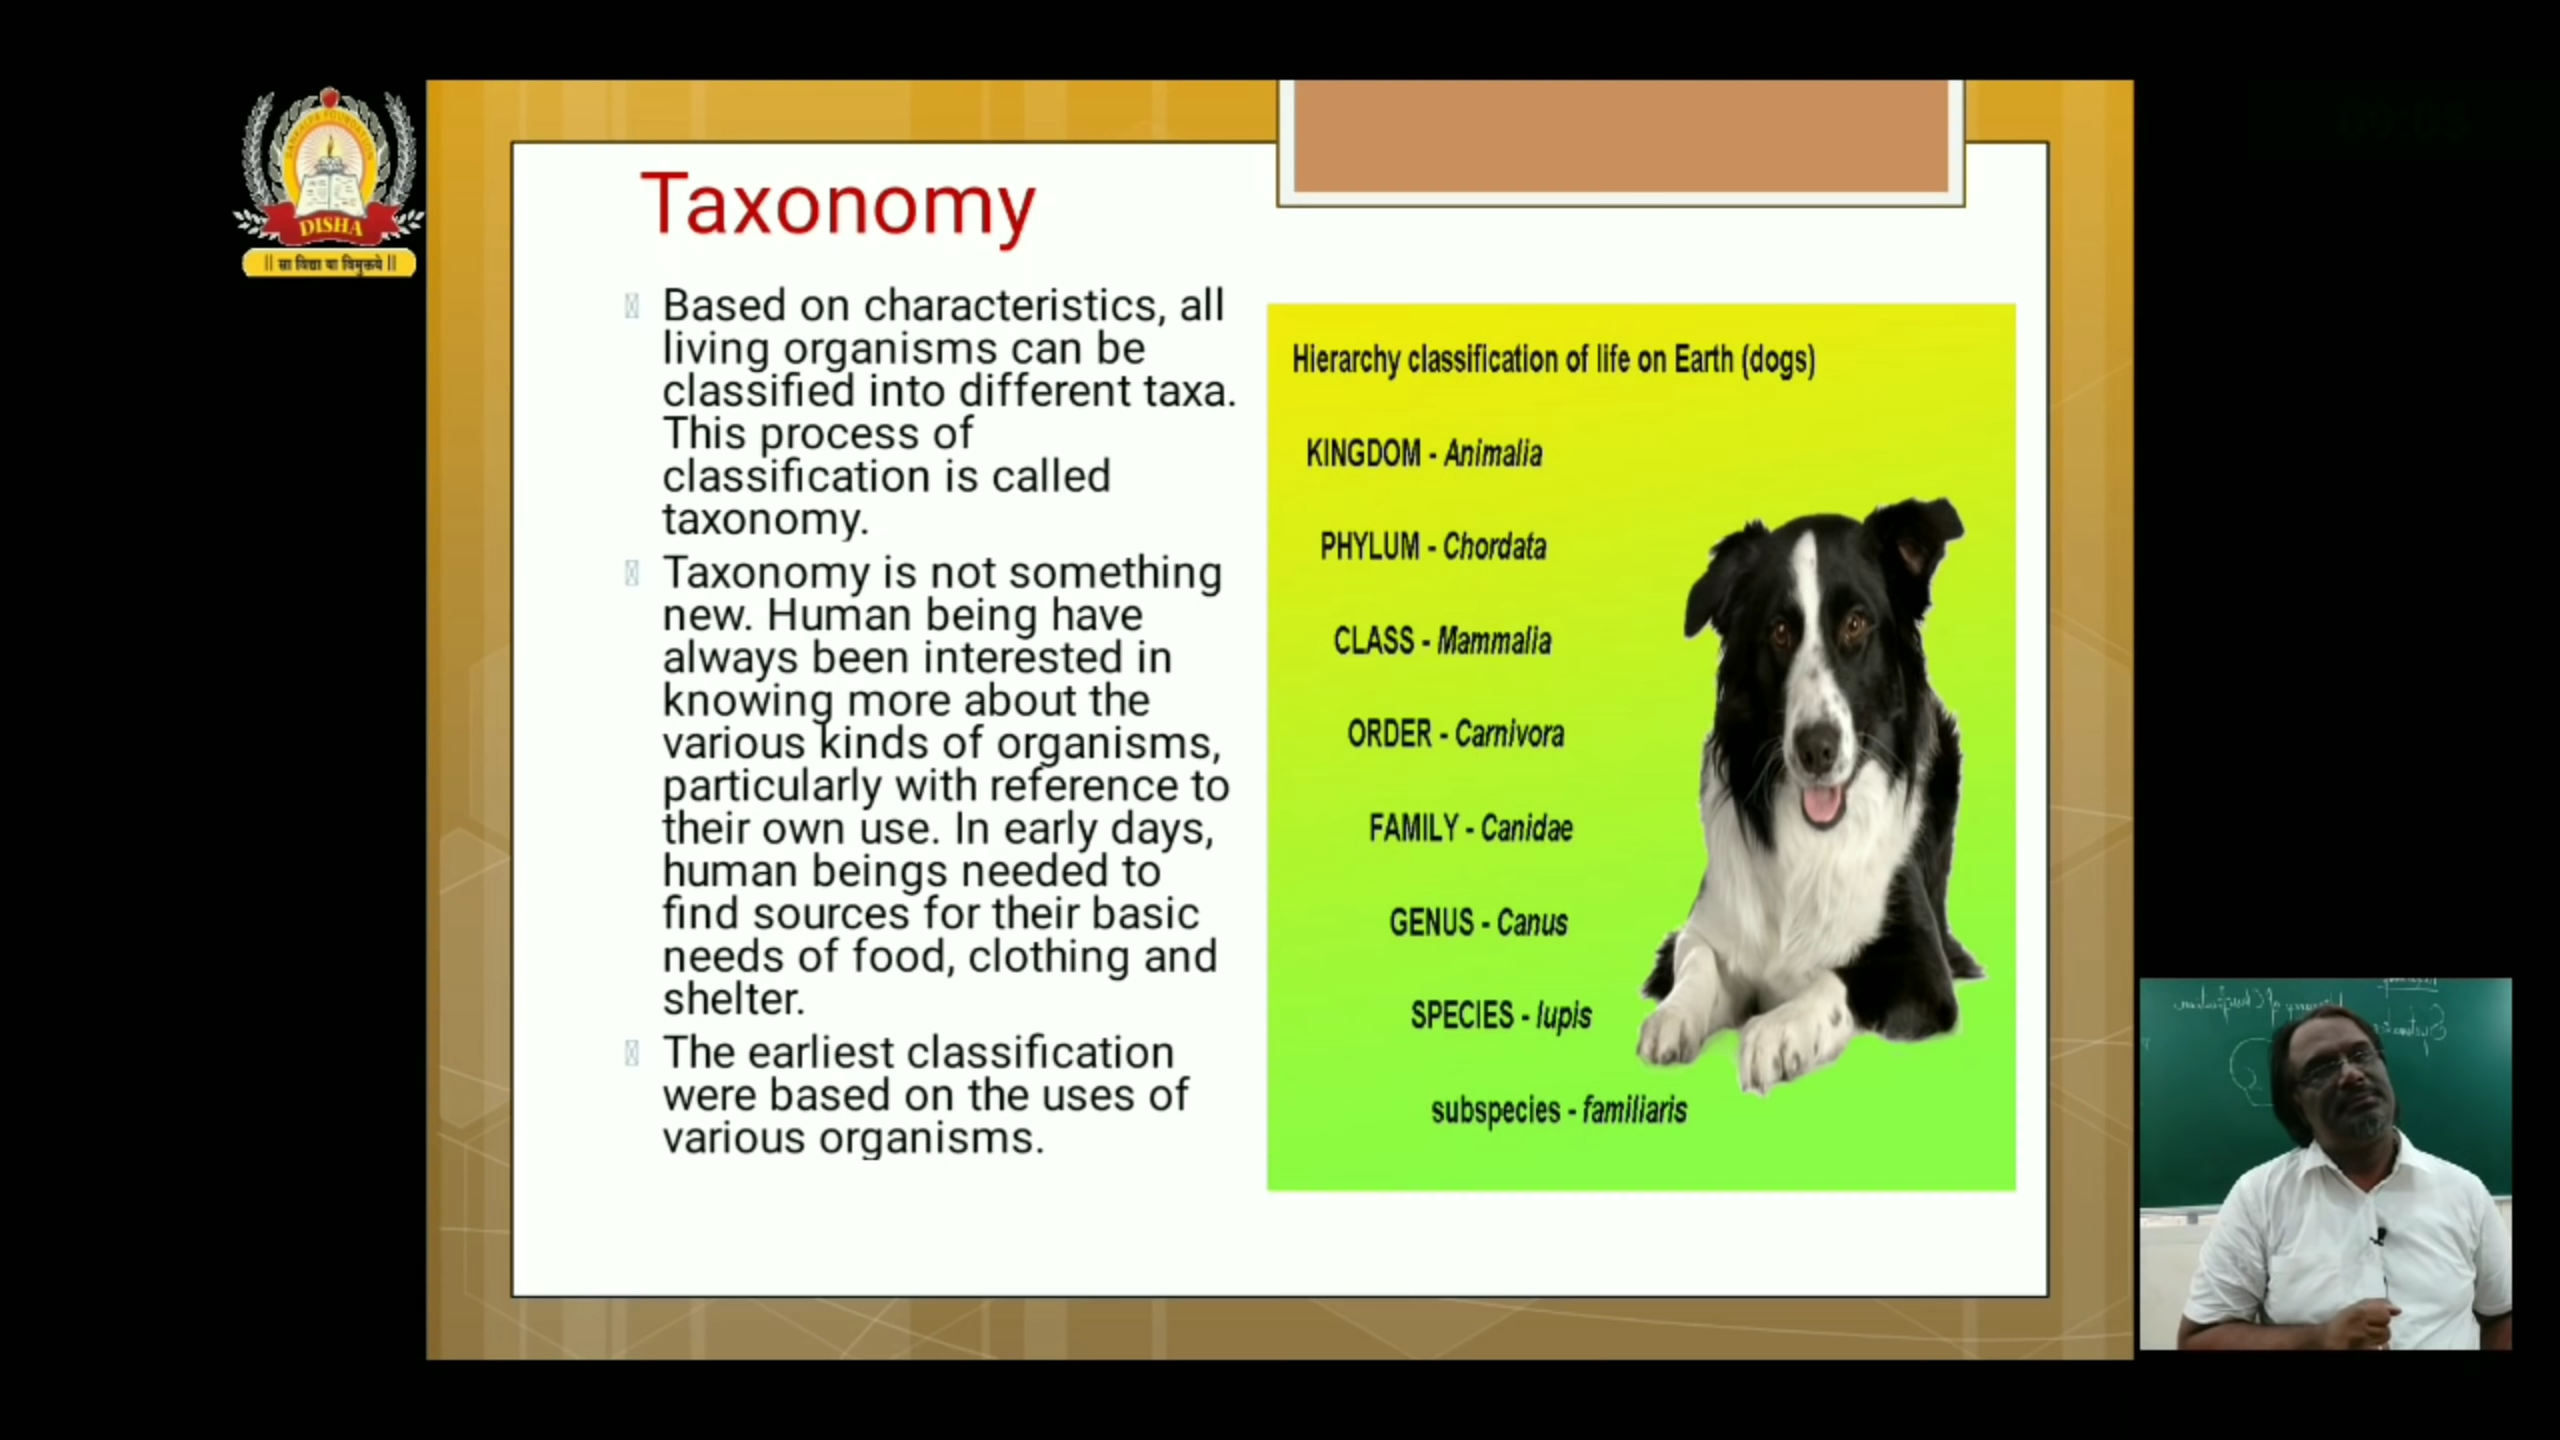 DISHA
|| सा विद्या या विमुक्तये ||
Taxonomy
Based on characteristics, all
living organisms can be
classified into different taxa.
This process of
classification is called
taxonomy.
Taxonomy is not something
new. Human being have
always been interested in
knowing more about the
various kinds of organisms,
particularly with reference to
their own use. In early days,
human beings needed to
find sources for their basic
needs of food, clothing and
shelter.
The earliest classification
were based on the uses of
various organisms.
Hierarchy classification of life on Earth (dogs)
KINGDOM - Animalia
PHYLUM - Chordata
CLASS - Mammalia
ORDER - Carnivora
FAMILY - Canidae
GENUS - Canus
SPECIES - lupis
subspecies - familiaris